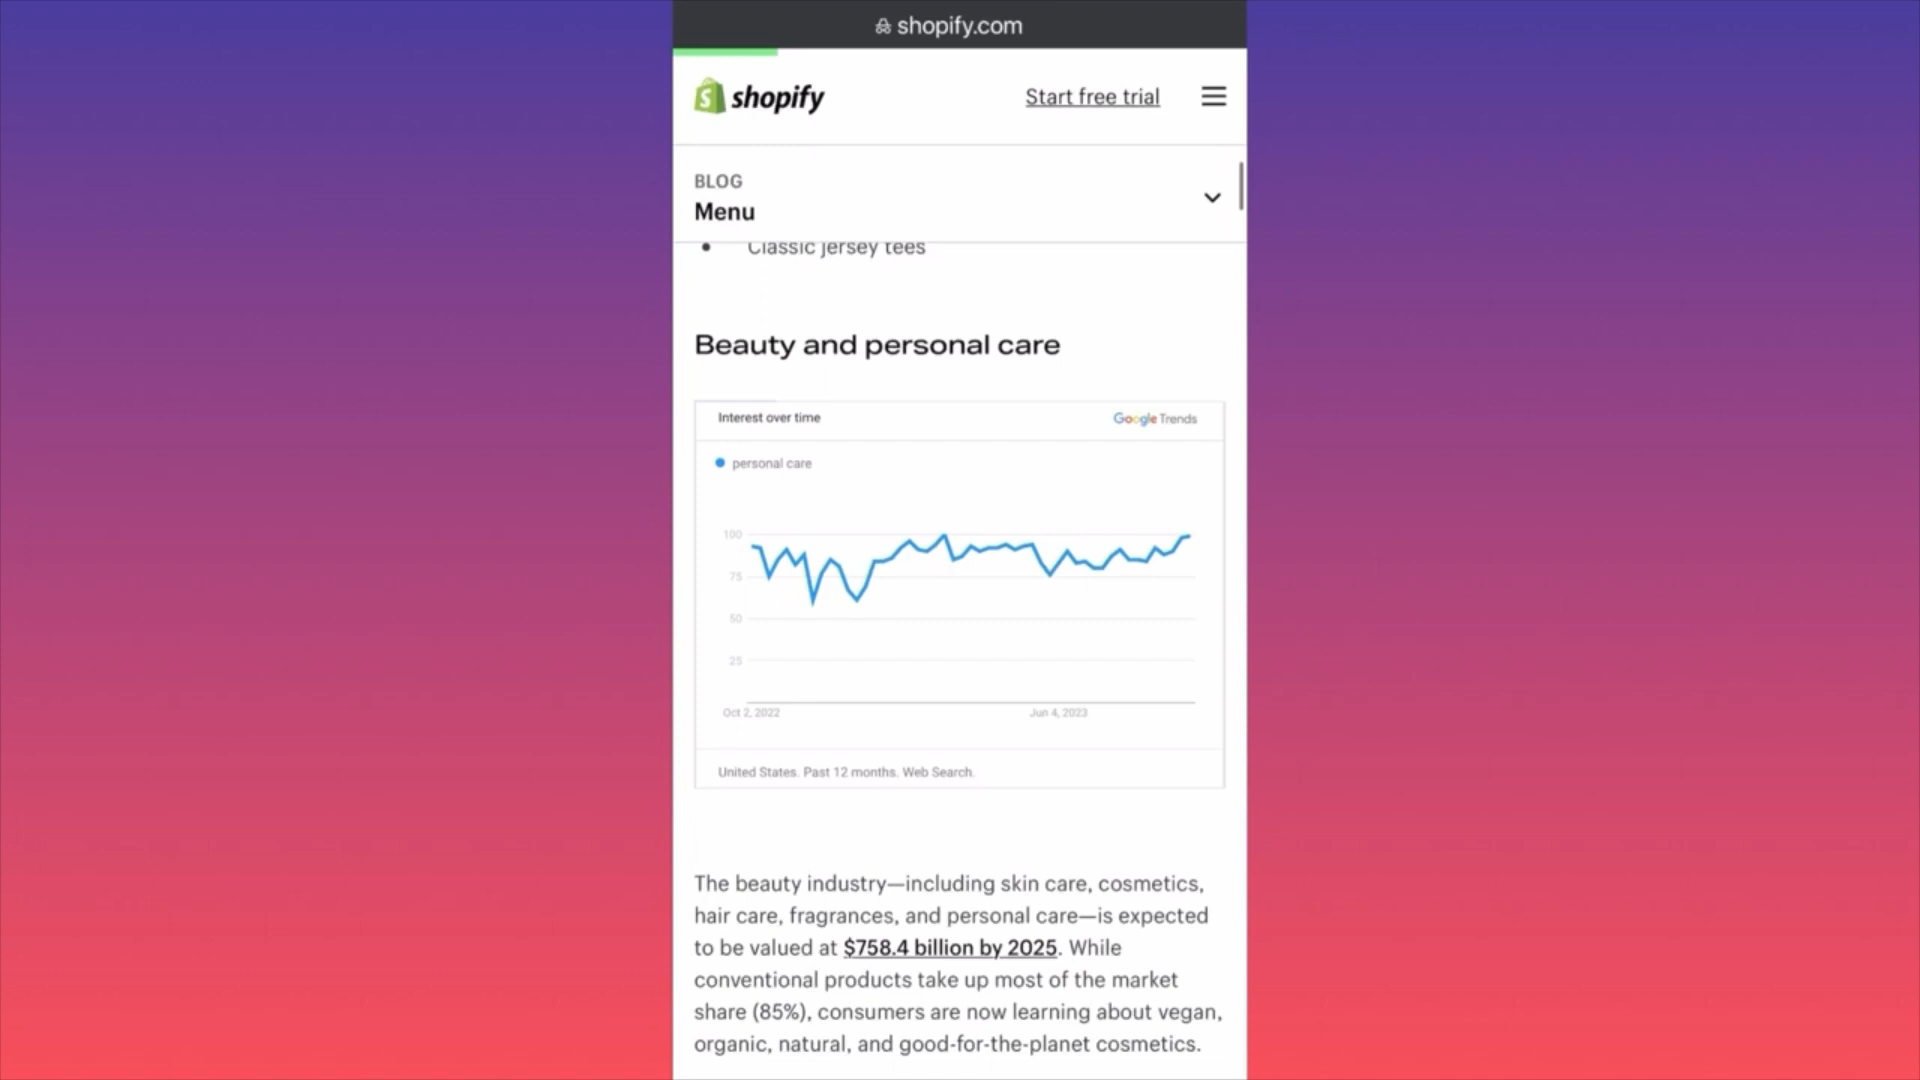 shopify.com
shopify
Start free trial
BLOG
Menu
Classic jersey tees
Beauty and personal care
Interest over time
Google Trends
personal care
100
75
50
25
Oct 2, 2022
Jun 4, 2023
United States. Past 12 months. Web Search.
The beauty industry—including skin care, cosmetics,
hair care, fragrances, and personal care—is expected
to be valued at $758.4 billion by 2025. While
conventional products take up most of the market
share (85%), consumers are now learning about vegan,
organic, natural, and good-for-the-planet cosmetics.